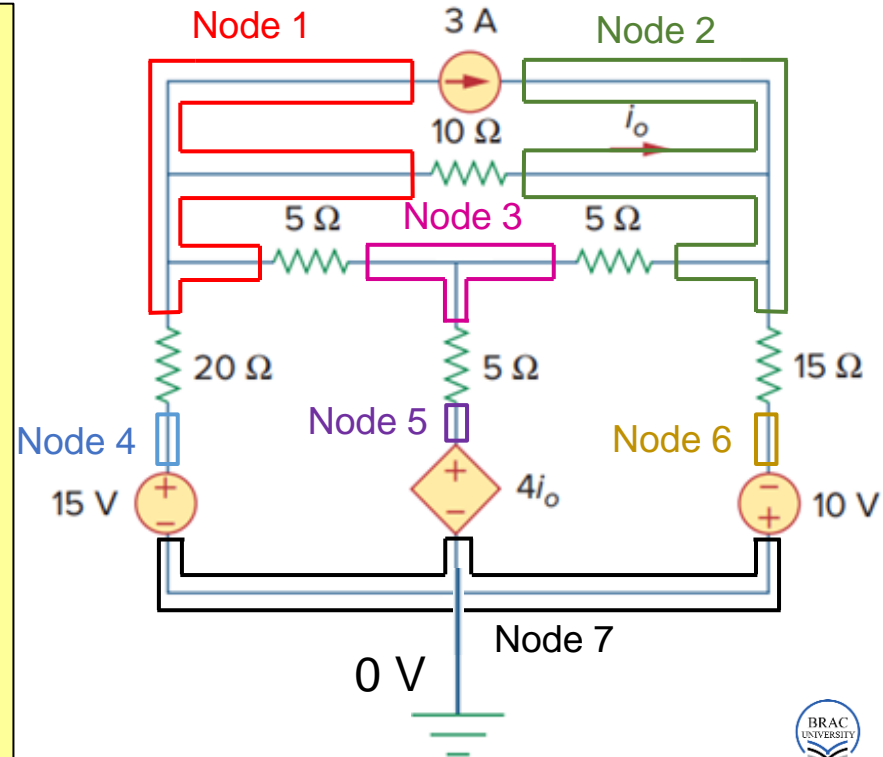 Node 1
3 A
Node 2
10 Ω
i_o
5 Ω
Node 3
5 Ω
20 Ω
5 Ω
15 Ω
Node 4
Node 5
Node 6
15 V
+
−
+
−
4i_o
−
+
10 V
Node 7
0 V
BRAC
UNIVERSITY